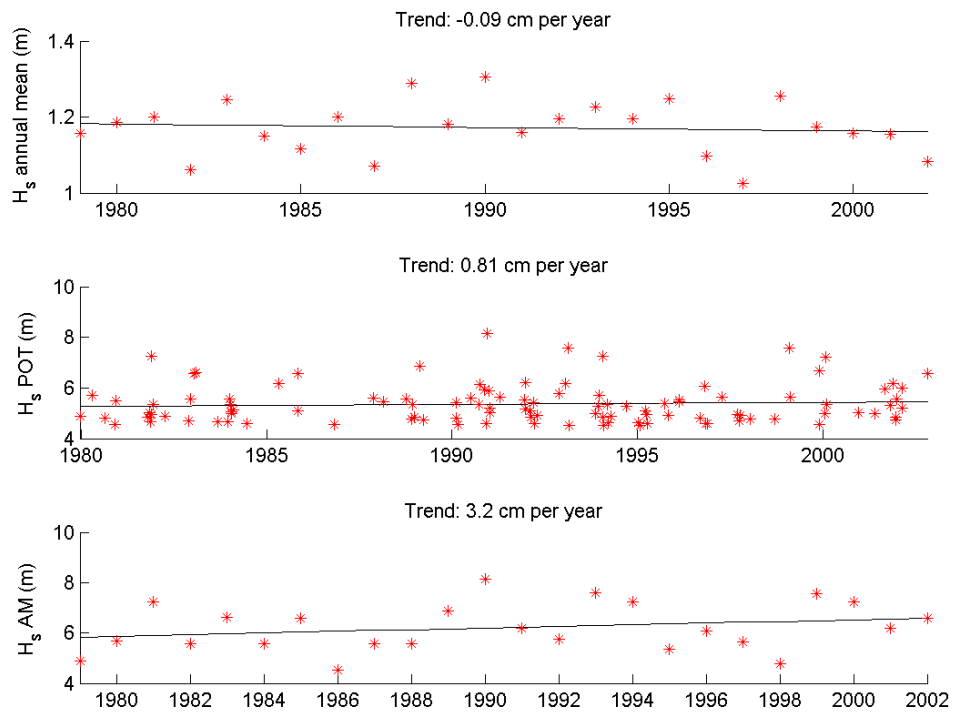 Trend: -0.09 cm per year
H_s annual mean (m)
1.4
1.2
1
1980 1985 1990 1995 2000
Trend: 0.81 cm per year
H_s POT (m)
10
8
6
4
1980 1985 1990 1995 2000
Trend: 3.2 cm per year
H_s AM (m)
10
8
6
4
1980 1982 1984 1986 1988 1990 1992 1994 1996 1998 2000 2002